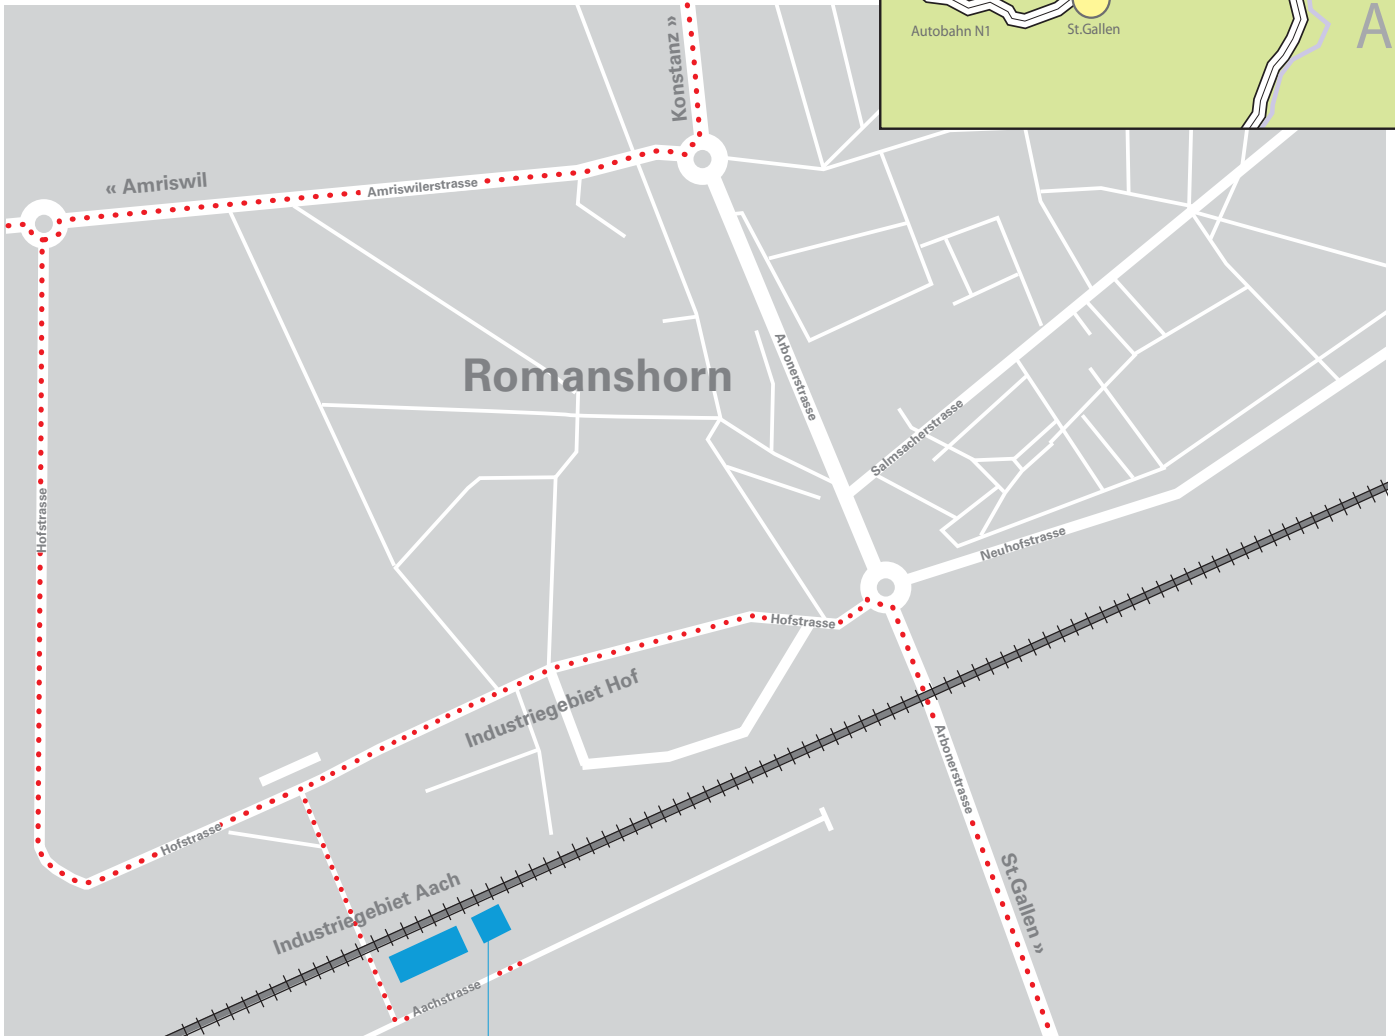 Autobahn N1
St.Gallen
A
Konstanz »
« Amriswil
Amriswilerstrasse
Romanshorn
Arbonerstrasse
Salmsacherstrasse
Hofstrasse
Neuhofstrasse
Hofstrasse
Industriegebiet Hof
Arbonerstrasse
Hofstrasse
St.Gallen »
Industriegebiet Aach
Aachstrasse